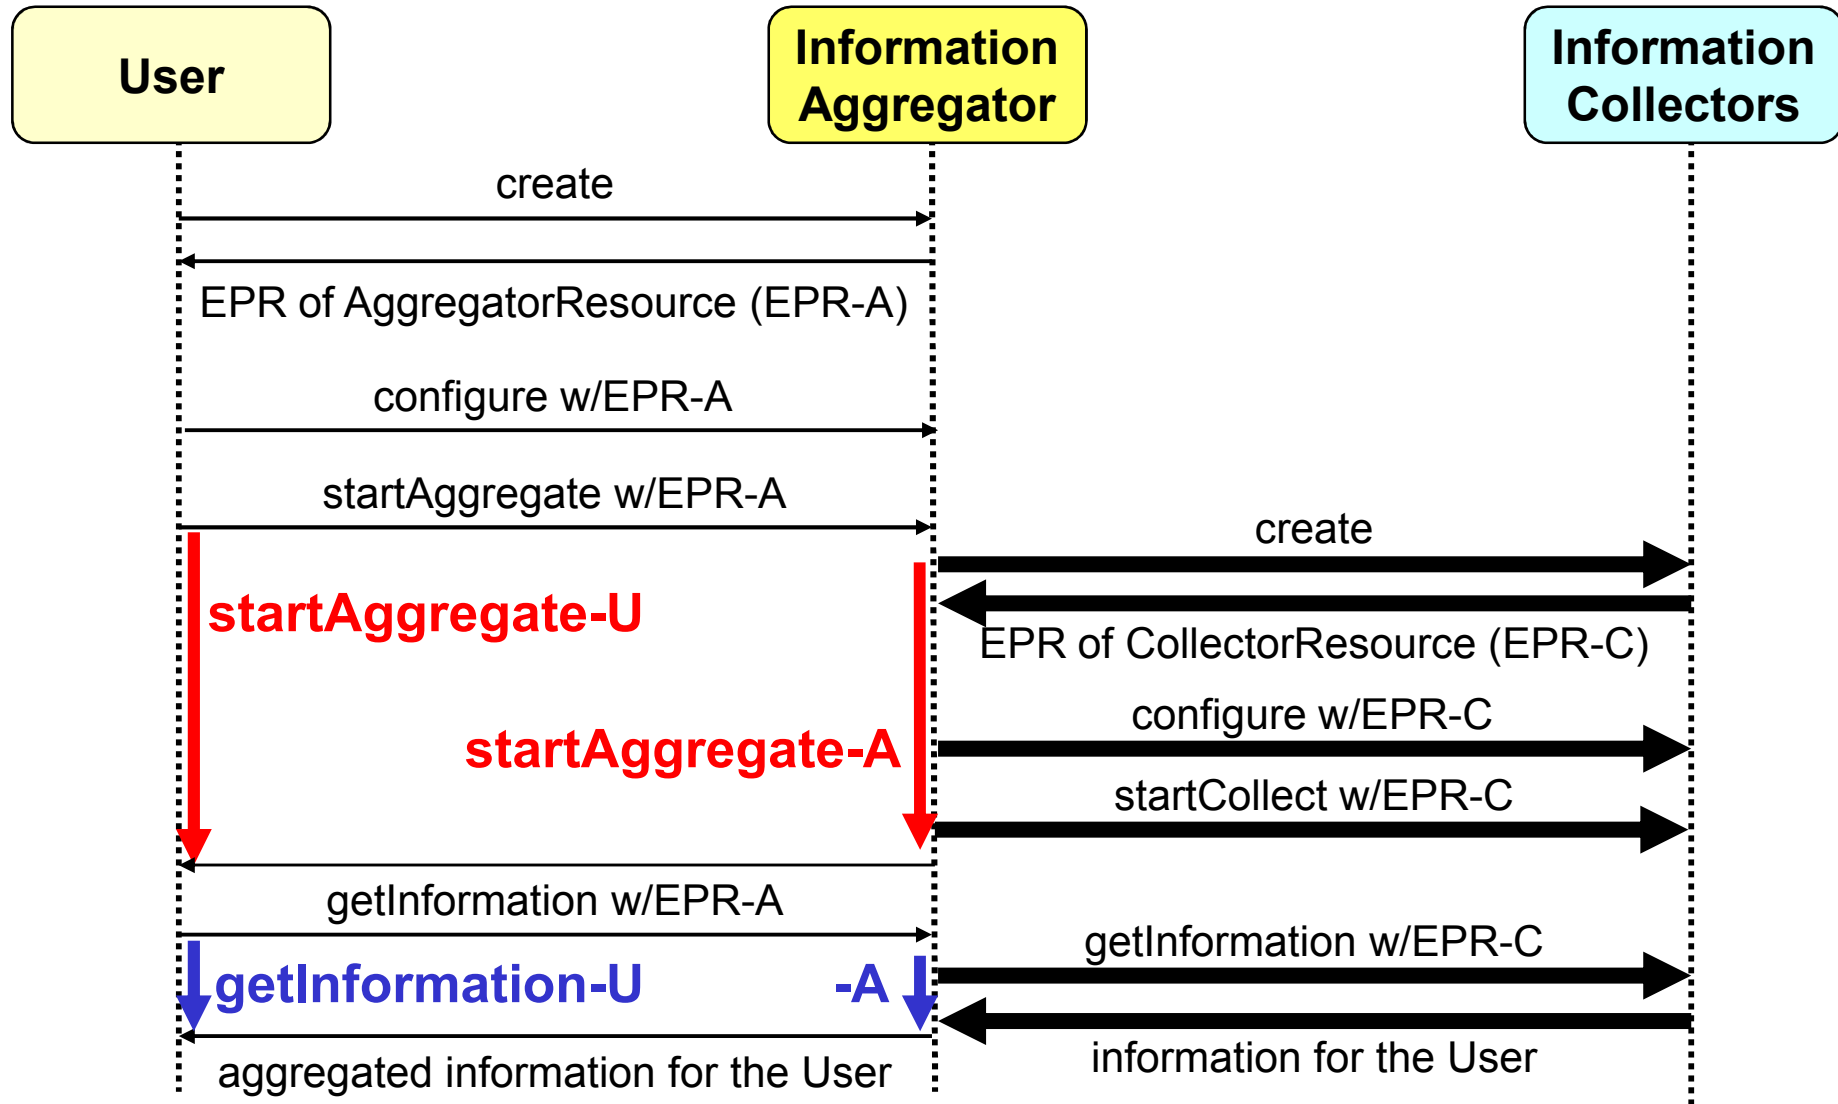 User
Information
Aggregator
Information
Collectors
create
EPR of AggregatorResource (EPR-A)
configure w/EPR-A
startAggregate w/EPR-A
create
startAggregate-U
EPR of CollectorResource (EPR-C)
configure w/EPR-C
startAggregate-A
startCollect w/EPR-C
getInformation w/EPR-A
getInformation w/EPR-C
getInformation-U
-A
information for the User
aggregated information for the User